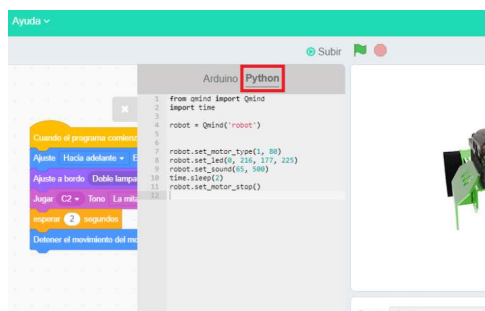 Ayuda
Subir
Arduino Python
1 from qmind import Qmind
2 import time
3
4 robot = Qmind('robot')
5
6
7 robot.set_motor_type(1, 80)
8 robot.set_led(0, 216, 177, 225)
9 robot.set_sound(65, 500)
10 time.sleep(2)
11 robot.set_motor_stop()
12
Cuando el programa comienz
Ajuste Hacia adelante E
Ajuste a bordo Doble lampa
Jugar C2 Tono La mita
esperar 2 segundos
Detener el movimiento del mo